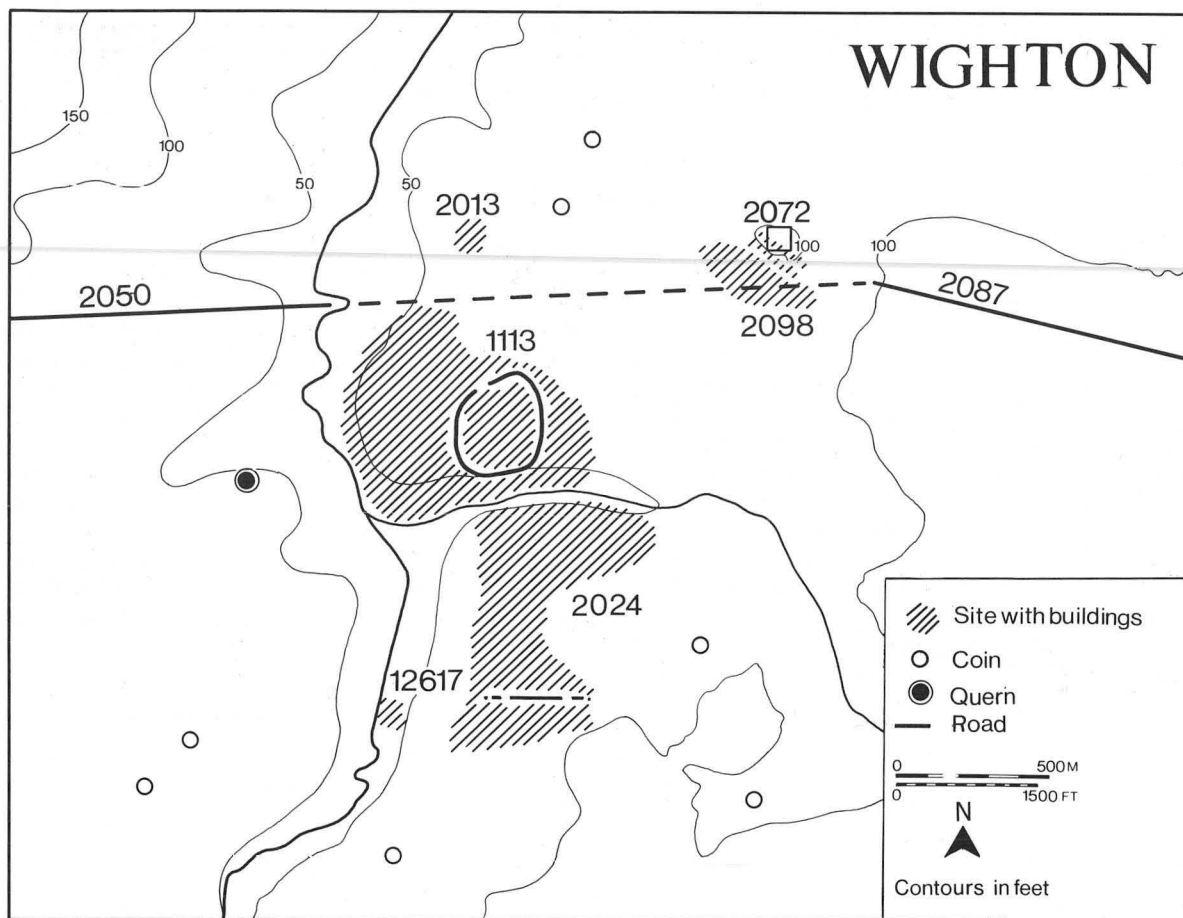 WIGHTON
150
100
50
50
2013
2072
100
100
2050
2087
2098
1113
2024
12617
Site with buildings
Coin
Quern
Road
0 500M
0 1500 FT
N
Contours in feet